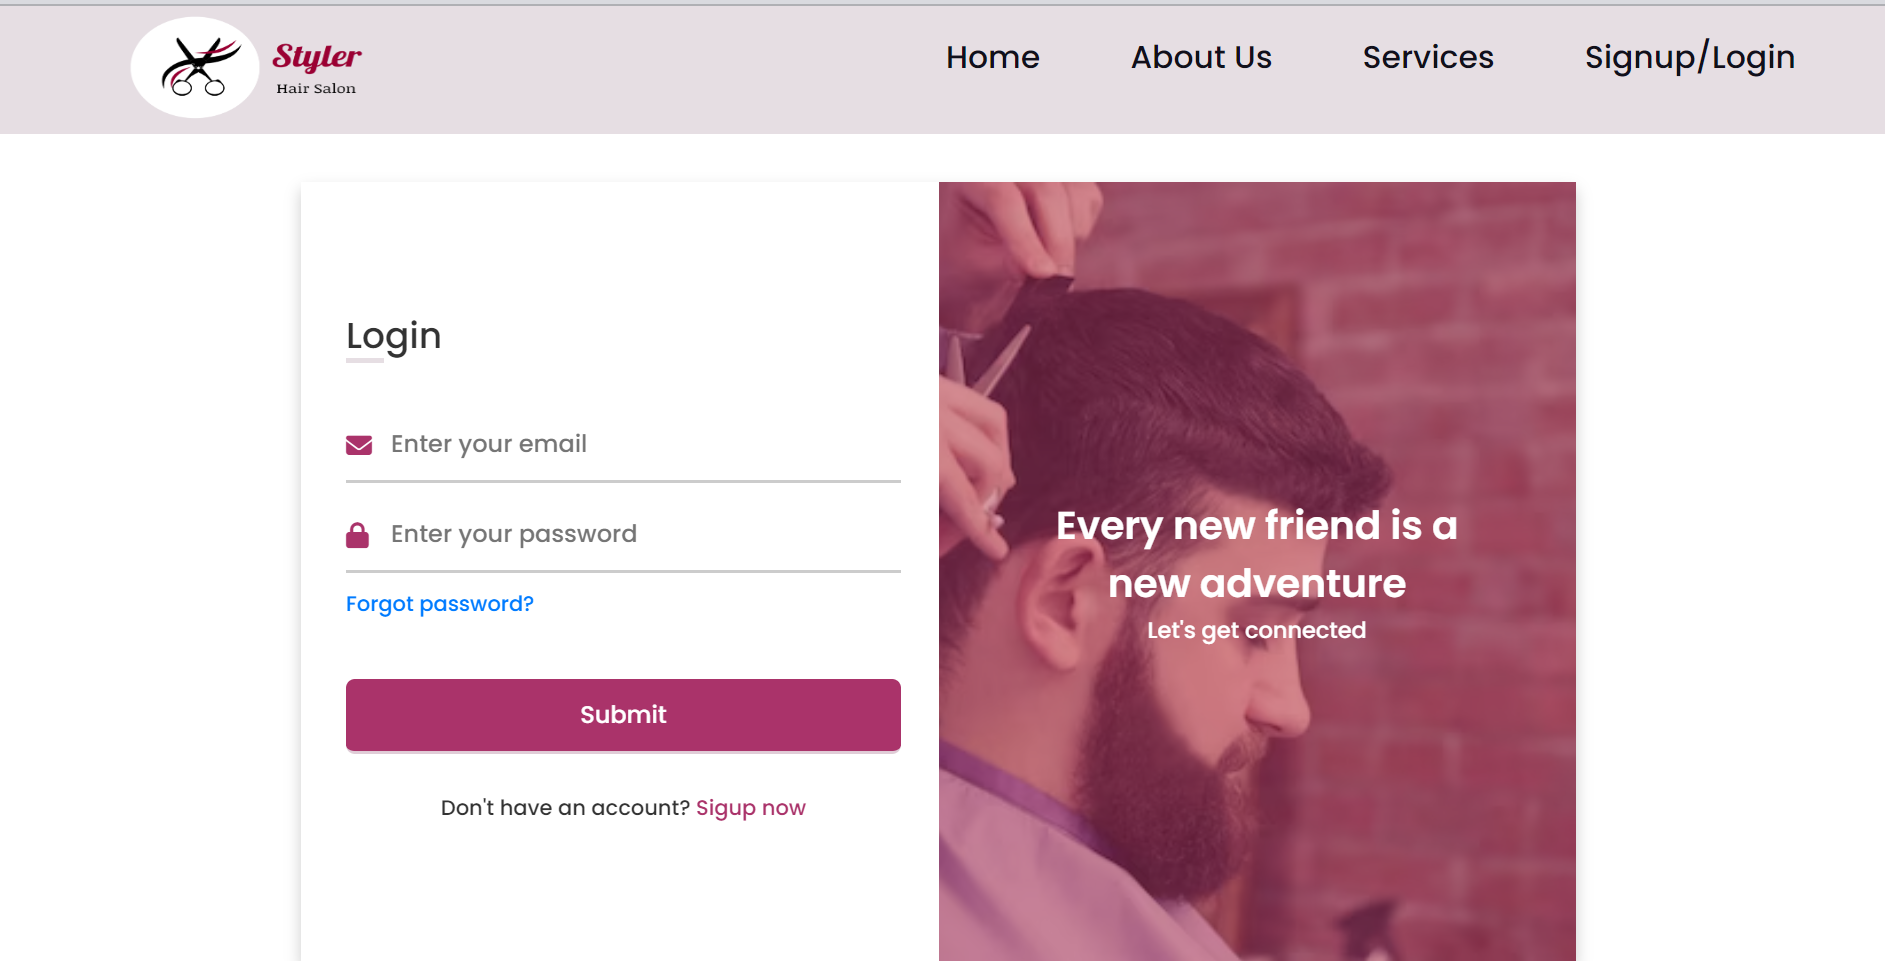 Styler
Hair Salon
Home
About Us
Services
Signup/Login
Login
Enter your email
Enter your password
Forgot password?
Submit
Don't have an account? Sigup now
Every new friend is a
new adventure
Let's get connected